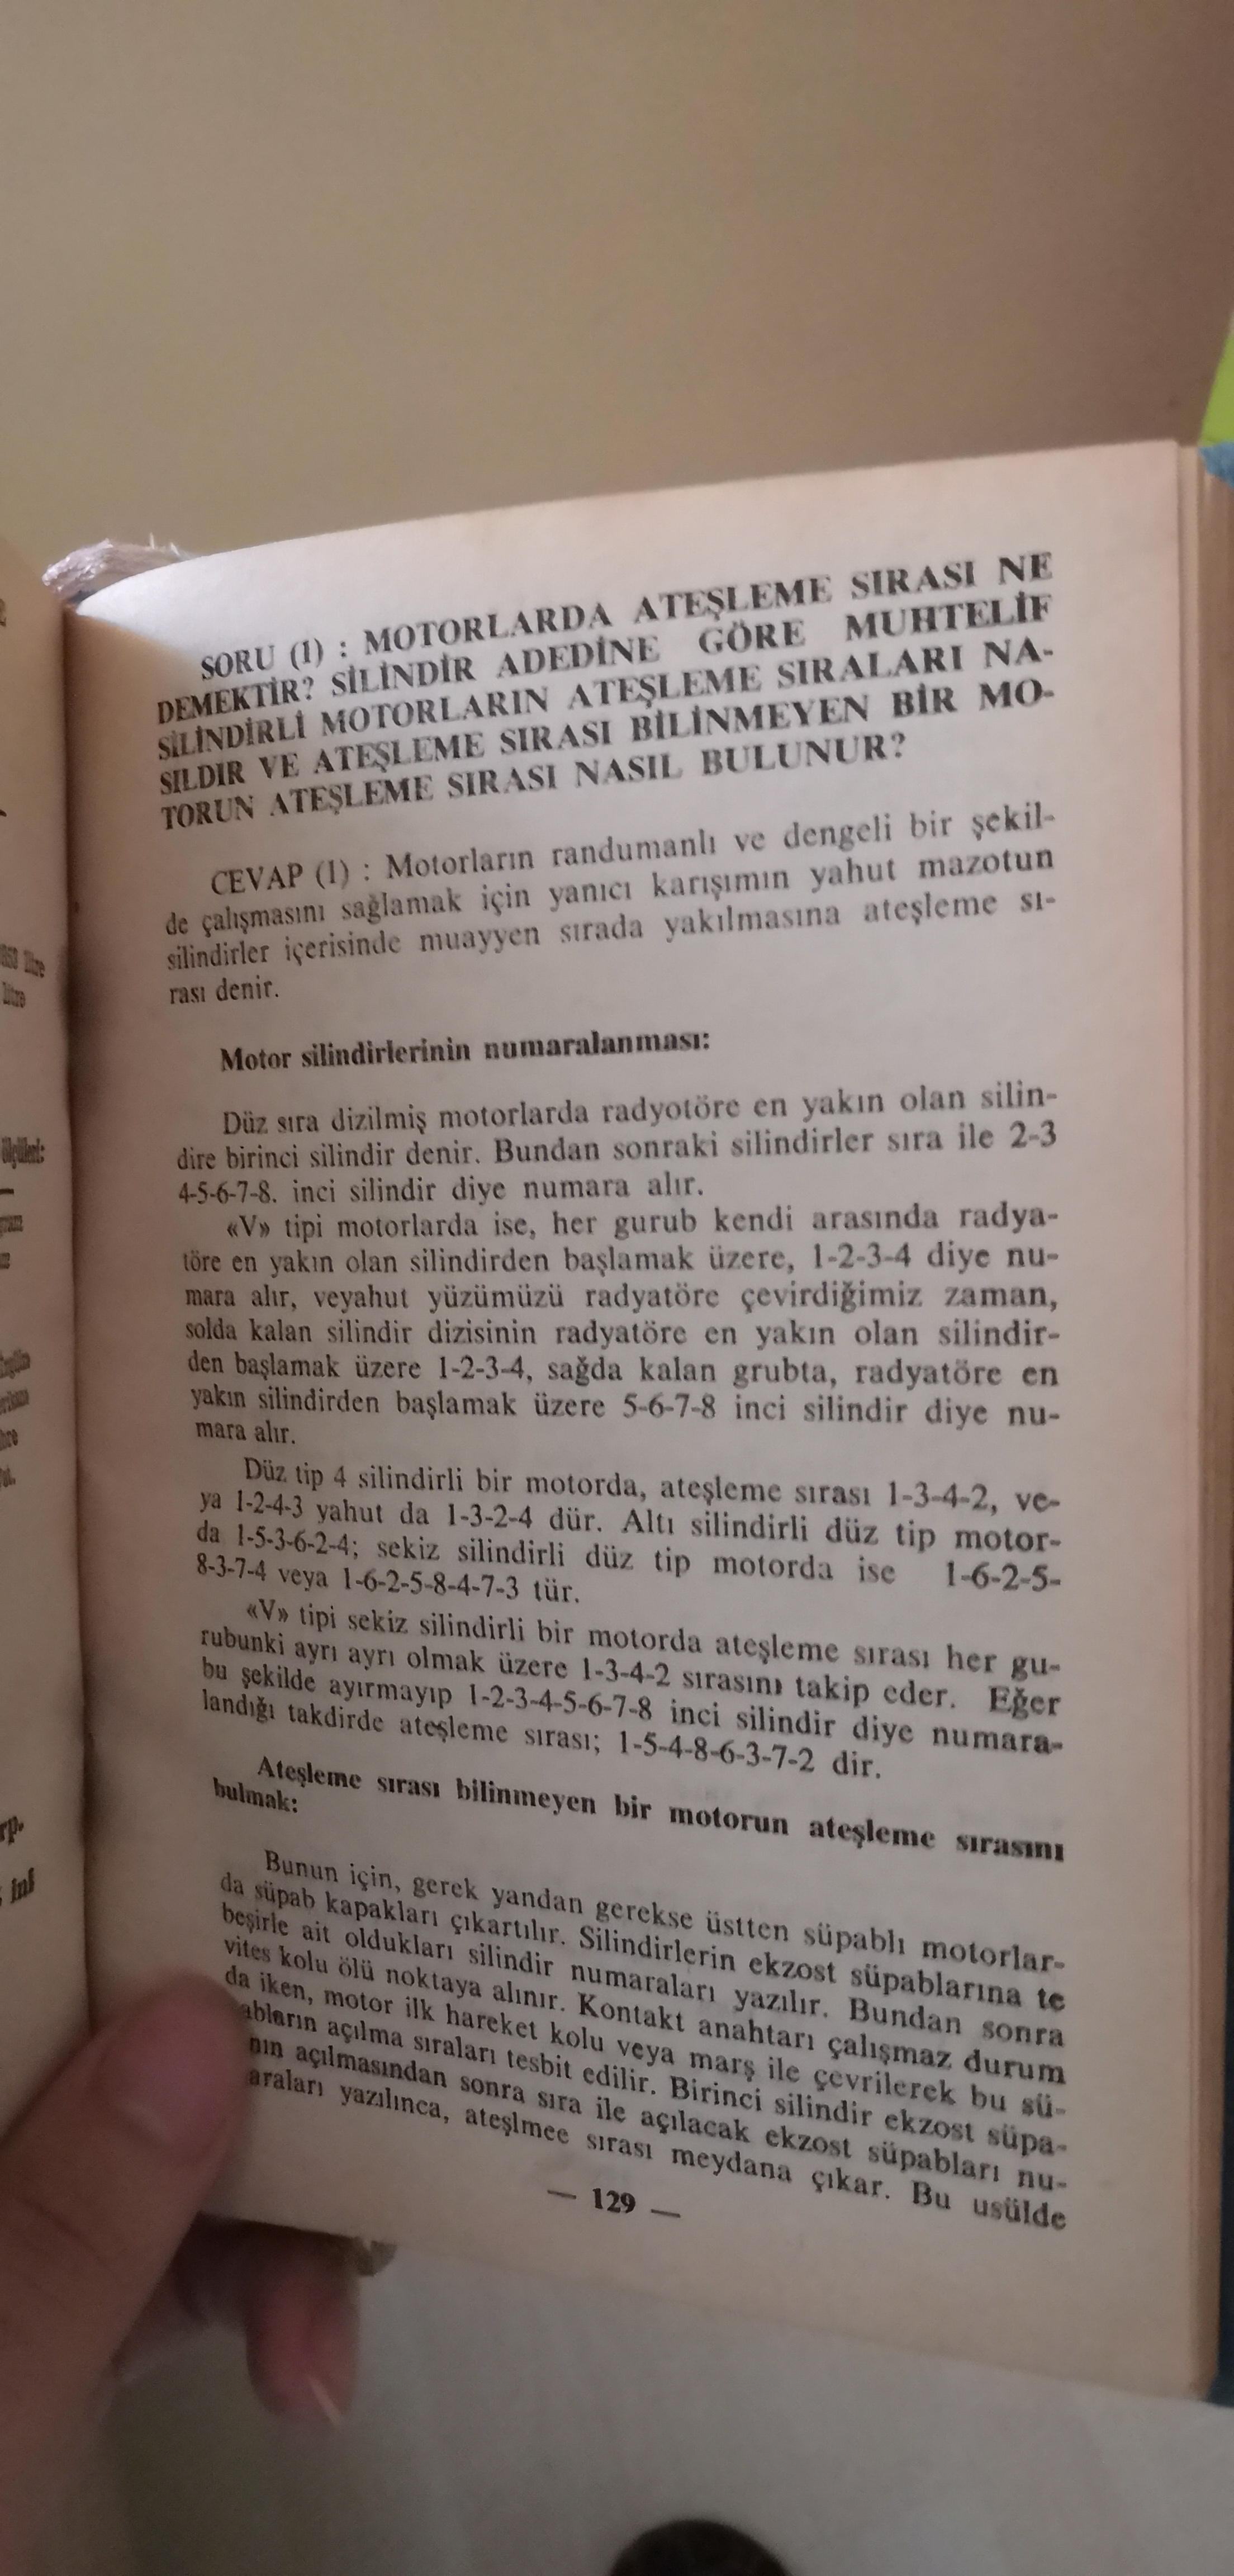 SORU (1) : MOTORLARDA ATEŞLEME SIRASI NE
DEMEKTİR? SİLİNDİR ADEDİNE GÖRE MUHTELİF
SİLİNDİRLİ MOTORLARIN ATEŞLEME SIRALARI NA-
SILDIR VE ATEŞLEME SIRASI BİLİNMEYEN BİR MO-
TORUN ATEŞLEME SIRASI NASIL BULUNUR?
CEVAP (1) : Motorların randumanlı ve dengeli bir şekil-
de çalışmasını sağlamak için yanıcı karışımın yahut mazotun
silindirler içerisinde muayyen sırada yakılmasına ateşleme sı-
rası denir.
Motor silindirlerinin numaralanması:
Düz sıra dizilmiş motorlarda radyotöre en yakın olan silin-
dire birinci silindir denir. Bundan sonraki silindirler sıra ile 2-3
4-5-6-7-8. inci silindir diye numara alır.
«V» tipi motorlarda ise, her gurub kendi arasında radya-
töre en yakın olan silindirden başlamak üzere, 1-2-3-4 diye nu-
mara alır, veyahut yüzümüzü radyatöre çevirdiğimiz zaman,
solda kalan silindir dizisinin radyatöre en yakın olan silindir-
den başlamak üzere 1-2-3-4, sağda kalan grubta, radyatöre en
yakın silindirden başlamak üzere 5-6-7-8 inci silindir diye nu-
mara alır.
Düz tip 4 silindirli bir motorda, ateşleme sırası 1-3-4-2, ve-
ya 1-2-4-3 yahut da 1-3-2-4 dür. Altı silindirli düz tip motor-
da 1-5-3-6-2-4; sekiz silindirli düz tip motorda ise 1-6-2-5-
8-3-7-4 veya 1-6-2-5-8-4-7-3 tür.
«V» tipi sekiz silindirli bir motorda ateşleme sırası her gu-
rubunki ayrı ayrı olmak üzere 1-3-4-2 sırasını takip eder. Eğer
bu şekilde ayırmayıp 1-2-3-4-5-6-7-8 inci silindir diye numara-
landığı takdirde ateşleme sırası; 1-5-4-8-6-3-7-2 dir.
Ateşleme sırası bilinmeyen bir motorun ateşleme sırasını
bulmak:
Bunun için, gerek yandan gerekse üstten süpablı motorlar-
da süpab kapakları çıkartılır. Silindirlerin ekzost süpablarına te
beşirle ait oldukları silindir numaraları yazılır. Bundan sonra
vites kolu ölü noktaya alınır. Kontakt anahtarı çalışmaz durum
da iken, motor ilk hareket kolu veya marş ile çevrilerek bu sü-
abların açılma sıraları tesbit edilir. Birinci silindir ekzost süpa-
nın açılmasından sonra sıra ile açılacak ekzost süpabları nu-
araları yazılınca, ateşlmee sırası meydana çıkar. Bu usülde
— 129 —